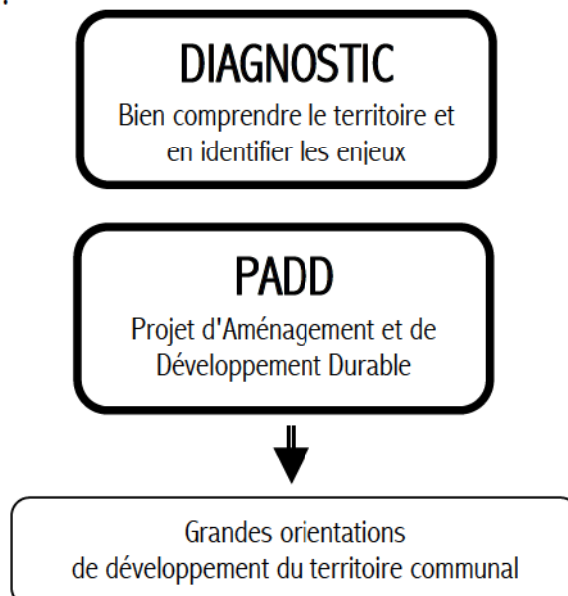 DIAGNOSTIC
Bien comprendre le territoire et
en identifier les enjeux
PADD
Projet d'Aménagement et de
Développement Durable
Grandes orientations
de développement du territoire communal